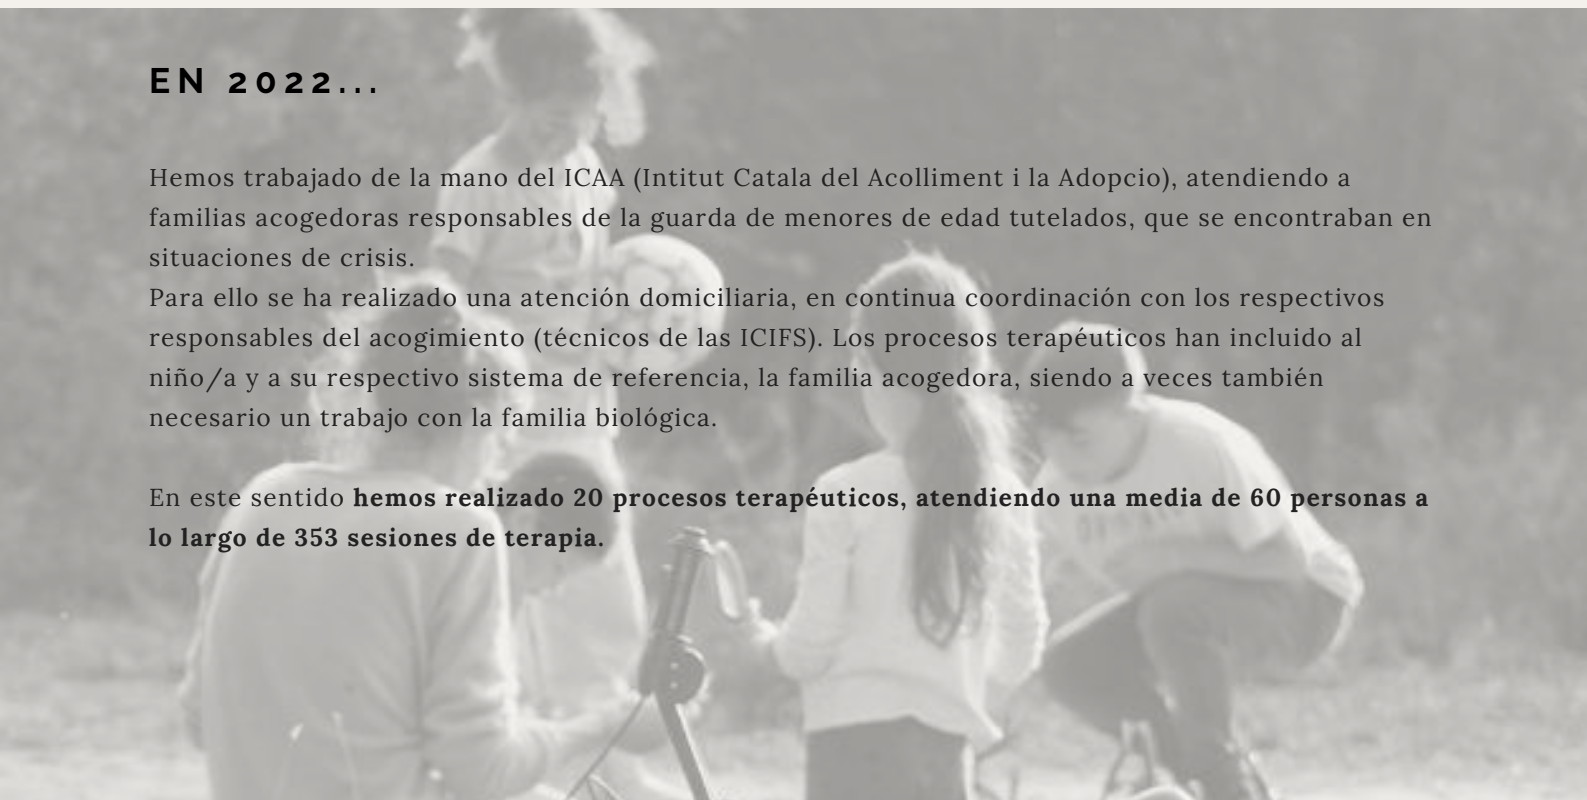 EN 2022...
Hemos trabajado de la mano del ICAA (Intitut Catala del Acolliment i la Adopcio), atendiendo a
familias acogedoras responsables de la guarda de menores de edad tutelados, que se encontraban en
situaciones de crisis.
Para ello se ha realizado una atención domiciliaria, en continua coordinación con los respectivos
responsables del acogimiento (técnicos de las ICIFS). Los procesos terapéuticos han incluido al
niño/a y a su respectivo sistema de referencia, la familia acogedora, siendo a veces también
necesario un trabajo con la familia biológica.
En este sentido hemos realizado 20 procesos terapéuticos, atendiendo una media de 60 personas a
lo largo de 353 sesiones de terapia.